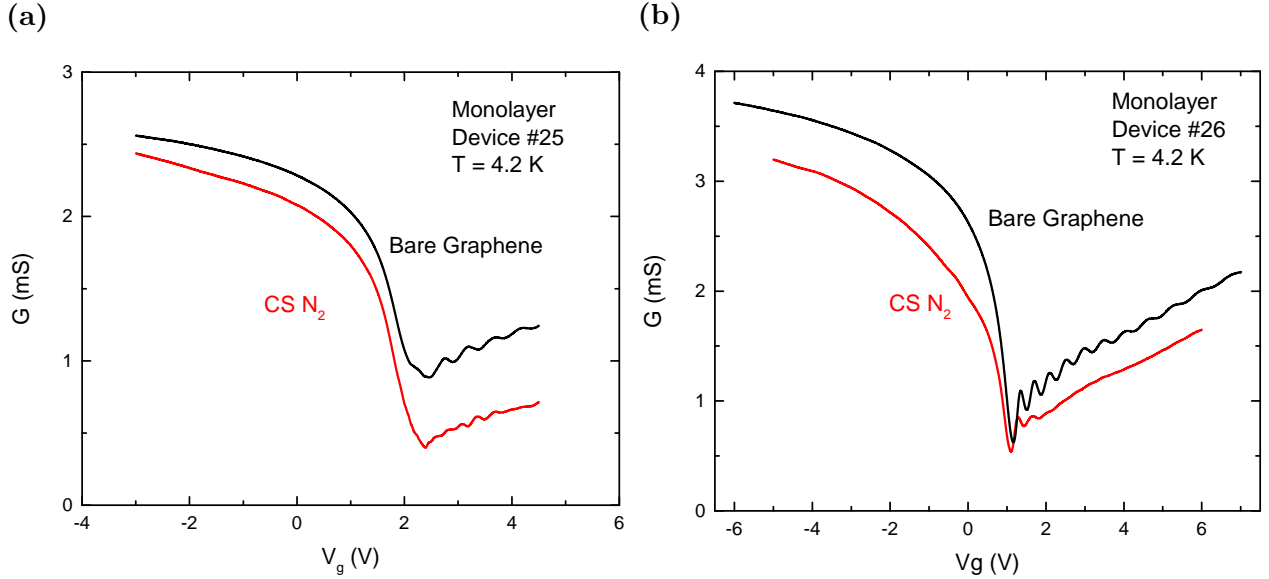 (a)
3
2
1
0
G (mS)
Monolayer
Device #25
T = 4.2 K
Bare Graphene
CS N2
-4
-2
0
2
4
6
Vg (V)
(b)
4
3
2
1
0
G (mS)
Monolayer
Device #26
T = 4.2 K
Bare Graphene
CS N2
-6
-4
-2
0
2
4
6
Vg (V)